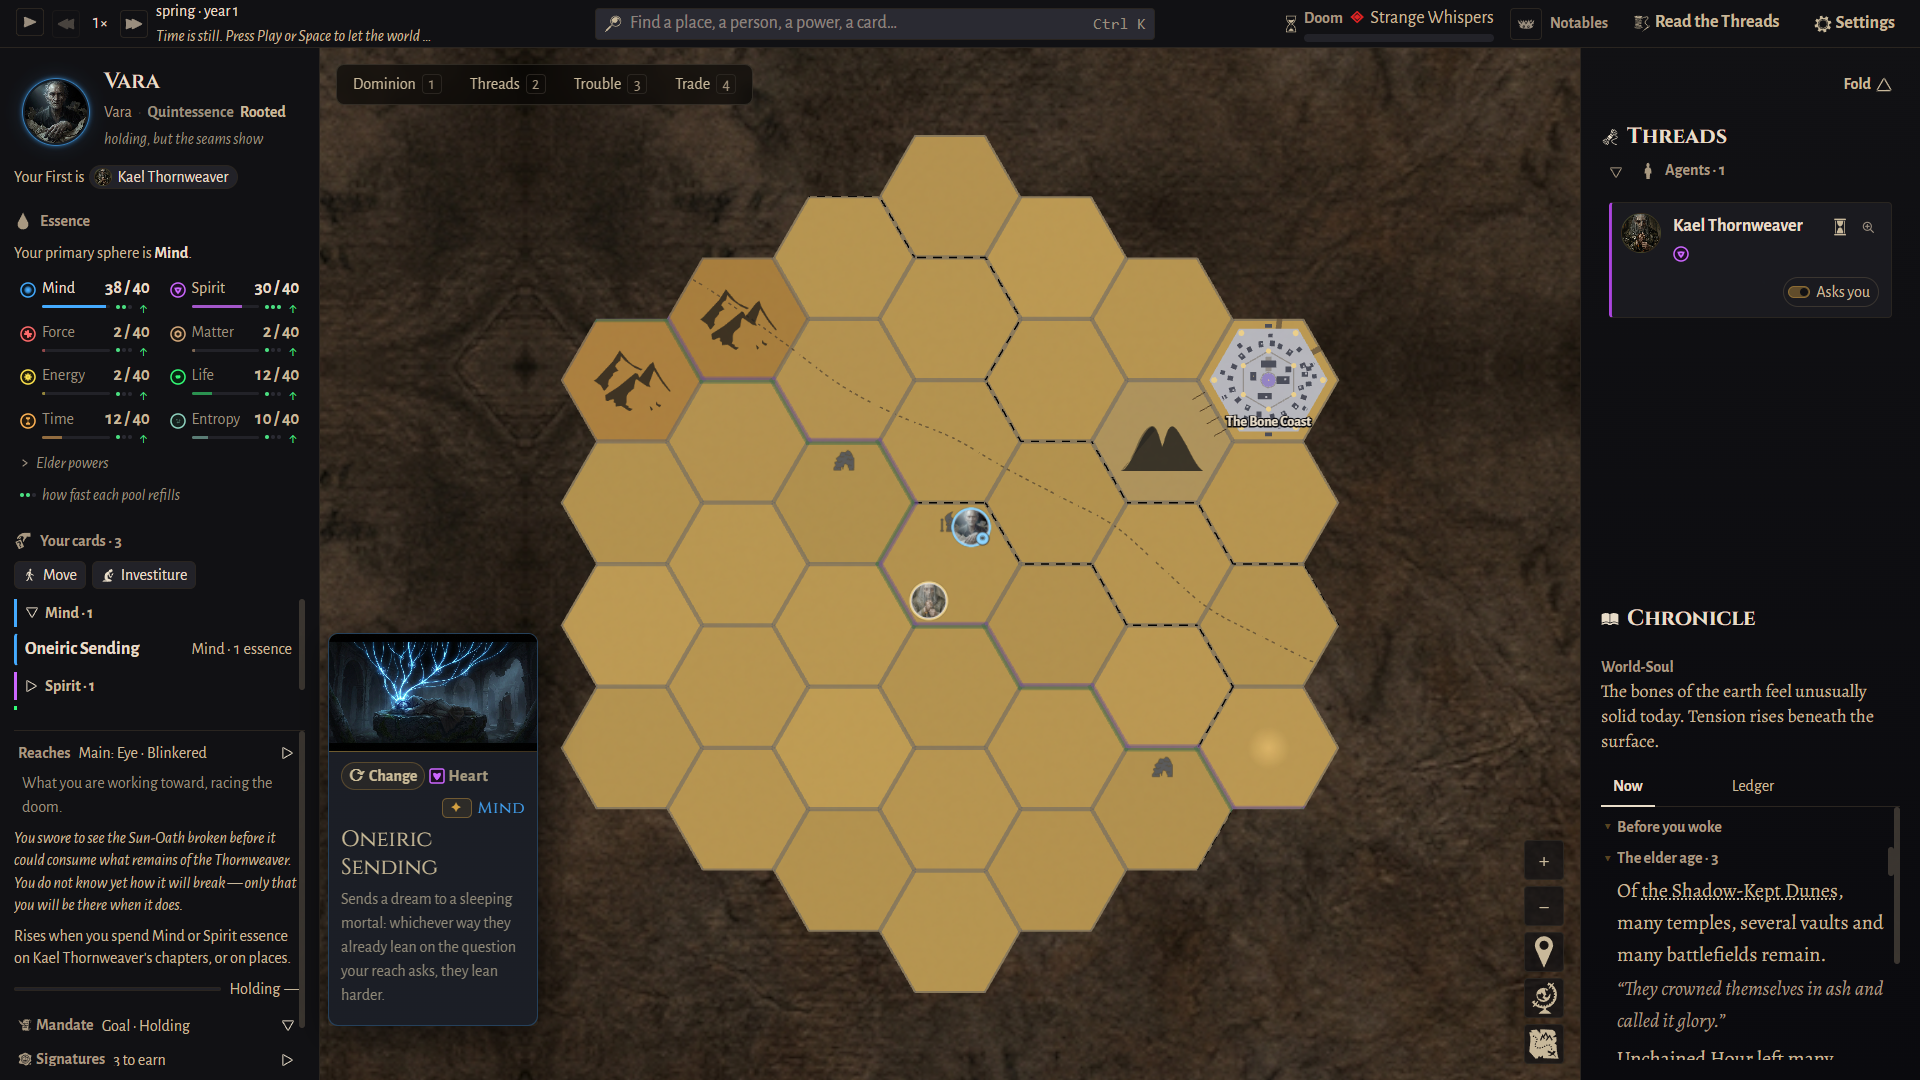 1×
spring · year 1
Time is still. Press Play or Space to let the world ...
Find a place, a person, a power, a card...
Ctrl K
Doom Strange Whispers
Notables
Read the Threads
Settings
VARA
Vara · Quintessence Rooted
holding, but the seams show
Your First is Kael Thornweaver
Essence
Your primary sphere is Mind.
Mind 38/40
Spirit 30/40
Force 2/40
Matter 2/40
Energy 2/40
Life 12/40
Time 12/40
Entropy 10/40
> Elder powers
how fast each pool refills
Your cards · 3
Move
Investiture
Mind · 1
Oneiric Sending
Mind · 1 essence
Spirit · 1
Reaches Main: Eye · Blinkered
What you are working toward, racing the
doom.
You swore to see the Sun-Oath broken before it
could consume what remains of the Thornweaver.
You do not know yet how it will break — only that
you will be there when it does.
Rises when you spend Mind or Spirit essence
on Kael Thornweaver's chapters, or on places.
Holding —
Mandate Goal · Holding
Signatures 3 to earn
Dominion 1
Threads 2
Trouble 3
Trade 4
The Bone Coast
Change
Heart
MIND
ONEIRIC
SENDING
Sends a dream to a sleeping
mortal: whichever way they
already lean on the question
your reach asks, they lean
harder.
+
−
Fold
THREADS
Agents · 1
Kael Thornweaver
Asks you
CHRONICLE
World-Soul
The bones of the earth feel unusually
solid today. Tension rises beneath the
surface.
Now
Ledger
Before you woke
The elder age · 3
Of the Shadow-Kept Dunes,
many temples, several vaults and
many battlefields remain.
“They crowned themselves in ash and
called it glory.”
Unchained Hour left many